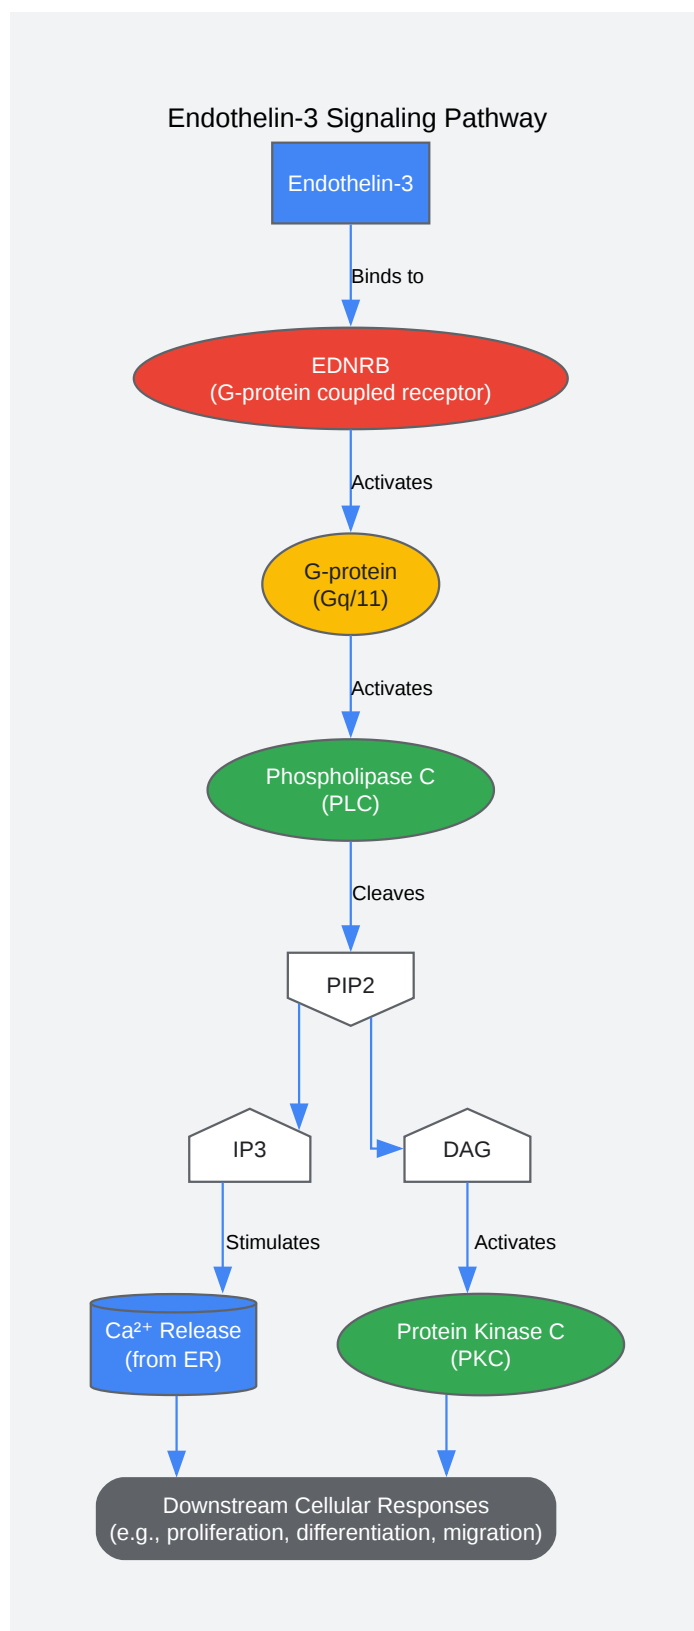 Endothelin-3 Signaling Pathway
Endothelin-3
Binds to
EDNRB
(G-protein coupled receptor)
Activates
G-protein
(Gq/11)
Activates
Phospholipase C
(PLC)
Cleaves
PIP2
IP3
DAG
Stimulates
Activates
Ca²⁺ Release
(from ER)
Protein Kinase C
(PKC)
Downstream Cellular Responses
(e.g., proliferation, differentiation, migration)